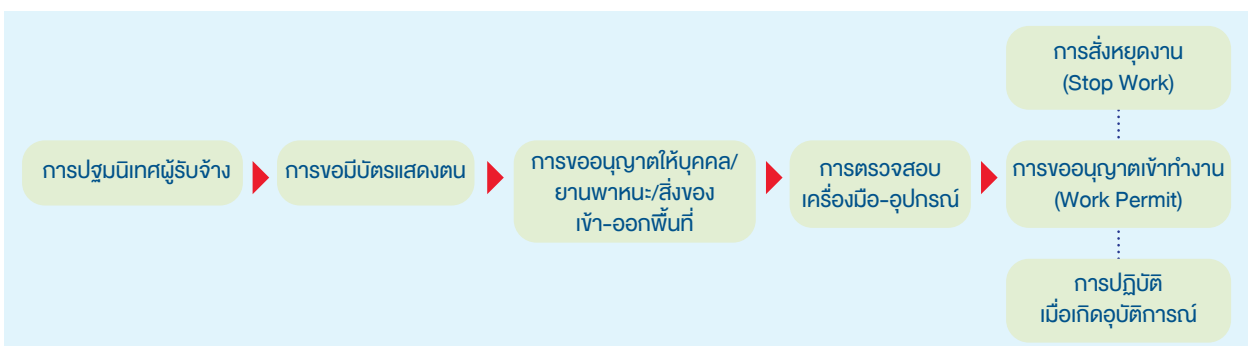 การปฐมนิเทศผู้รับจ้าง
การขอมีบัตรแสดงตน
การขออนุญาตให้บุคคล/
ยานพาหนะ/สิ่งของ
เข้า-ออกพื้นที่
การตรวจสอบ
เครื่องมือ-อุปกรณ์
การสั่งหยุดงาน
(Stop Work)
การขออนุญาตเข้าทำงาน
(Work Permit)
การปฏิบัติ
เมื่อเกิดอุบัติการณ์